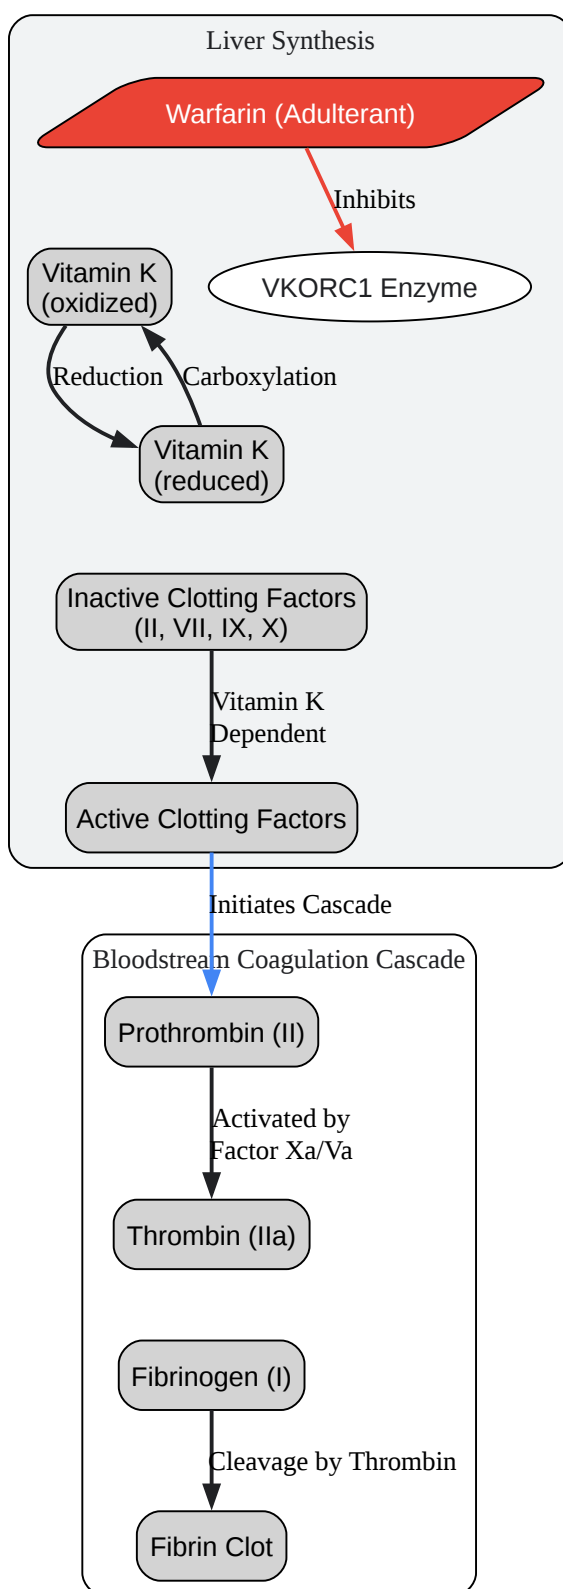 Liver Synthesis
Warfarin (Adulterant)
Inhibits
Vitamin K
(oxidized)
VKORC1 Enzyme
Reduction
Carboxylation
Vitamin K
(reduced)
Inactive Clotting Factors
(II, VII, IX, X)
Vitamin K
Dependent
Active Clotting Factors
Initiates Cascade
Bloodstream Coagulation Cascade
Prothrombin (II)
Activated by
Factor Xa/Va
Thrombin (IIa)
Fibrinogen (I)
Cleavage by Thrombin
Fibrin Clot